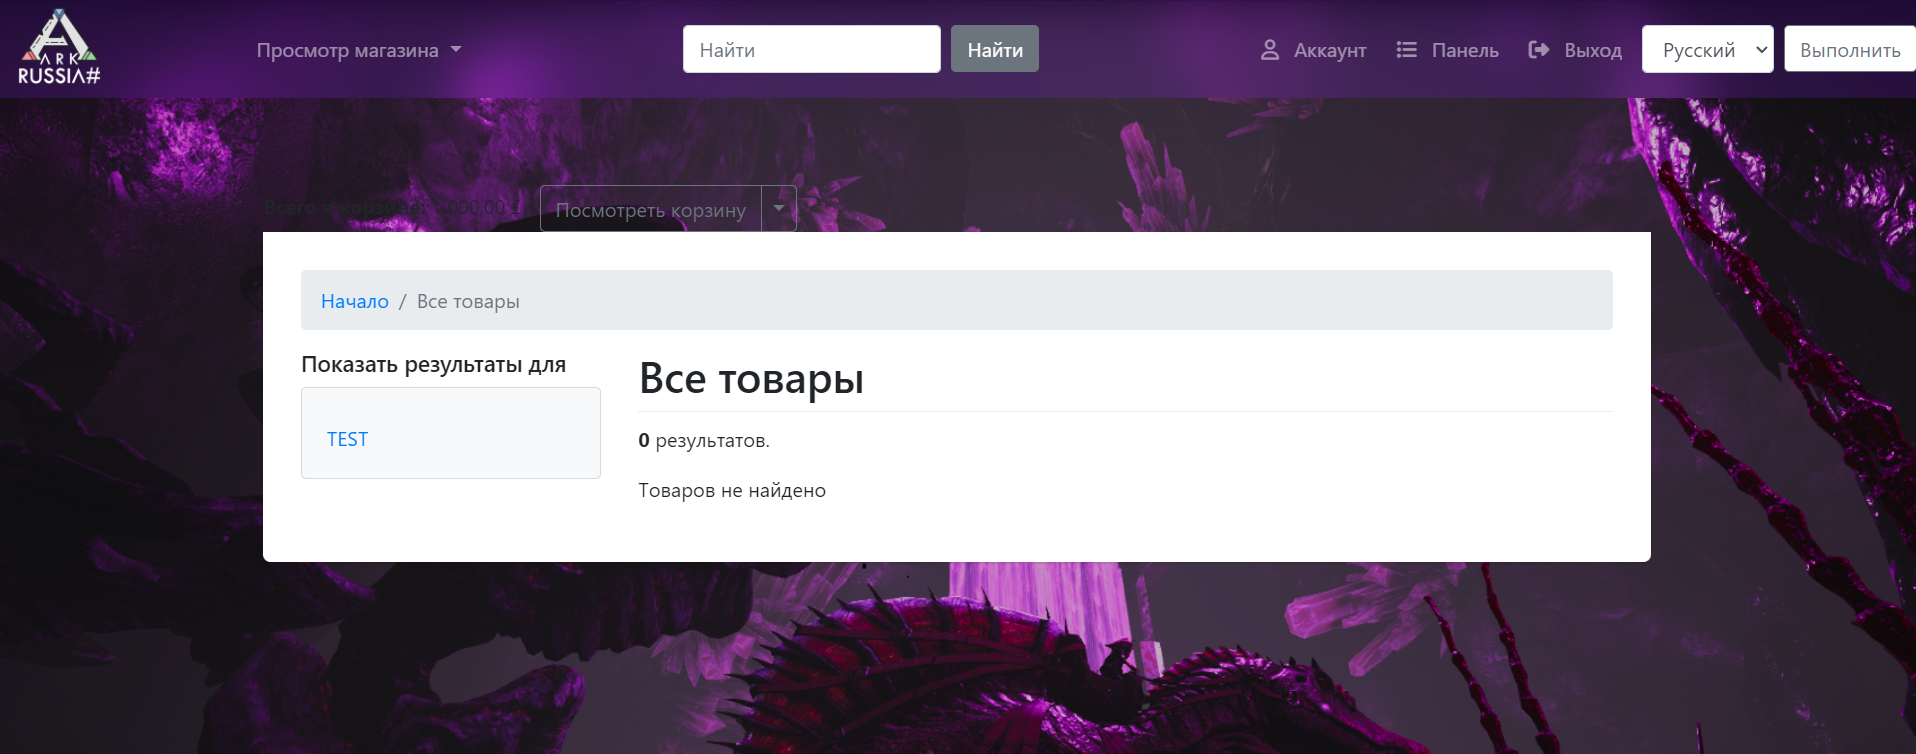 ARK
RUSSIA#
Просмотр магазина
Найти
Найти
Аккаунт
Панель
Выход
Русский
Выполнить
Всего в корзине:
Посмотреть корзину
Начало / Все товары
Показать результаты для
TEST
Все товары
0 результатов.
Товаров не найдено